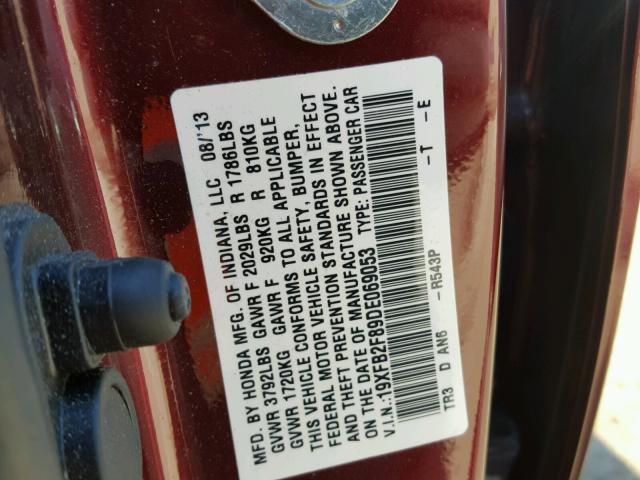 MFD. BY HONDA MFG. OF INDIANA, LLC 08/13
GVWR 3792LBS GAWR F 2029LBS R 1786LBS
GVWR 1720KG GAWR F 920KG R 810KG
THIS VEHICLE CONFORMS TO ALL APPLICABLE
FEDERAL MOTOR VEHICLE SAFETY, BUMPER,
AND THEFT PREVENTION STANDARDS IN EFFECT
ON THE DATE OF MANUFACTURE SHOWN ABOVE.
V.I.N.:19XFB2F89DE069053 TYPE: PASSENGER CAR
TR3 D AN6 -R543P -T -E